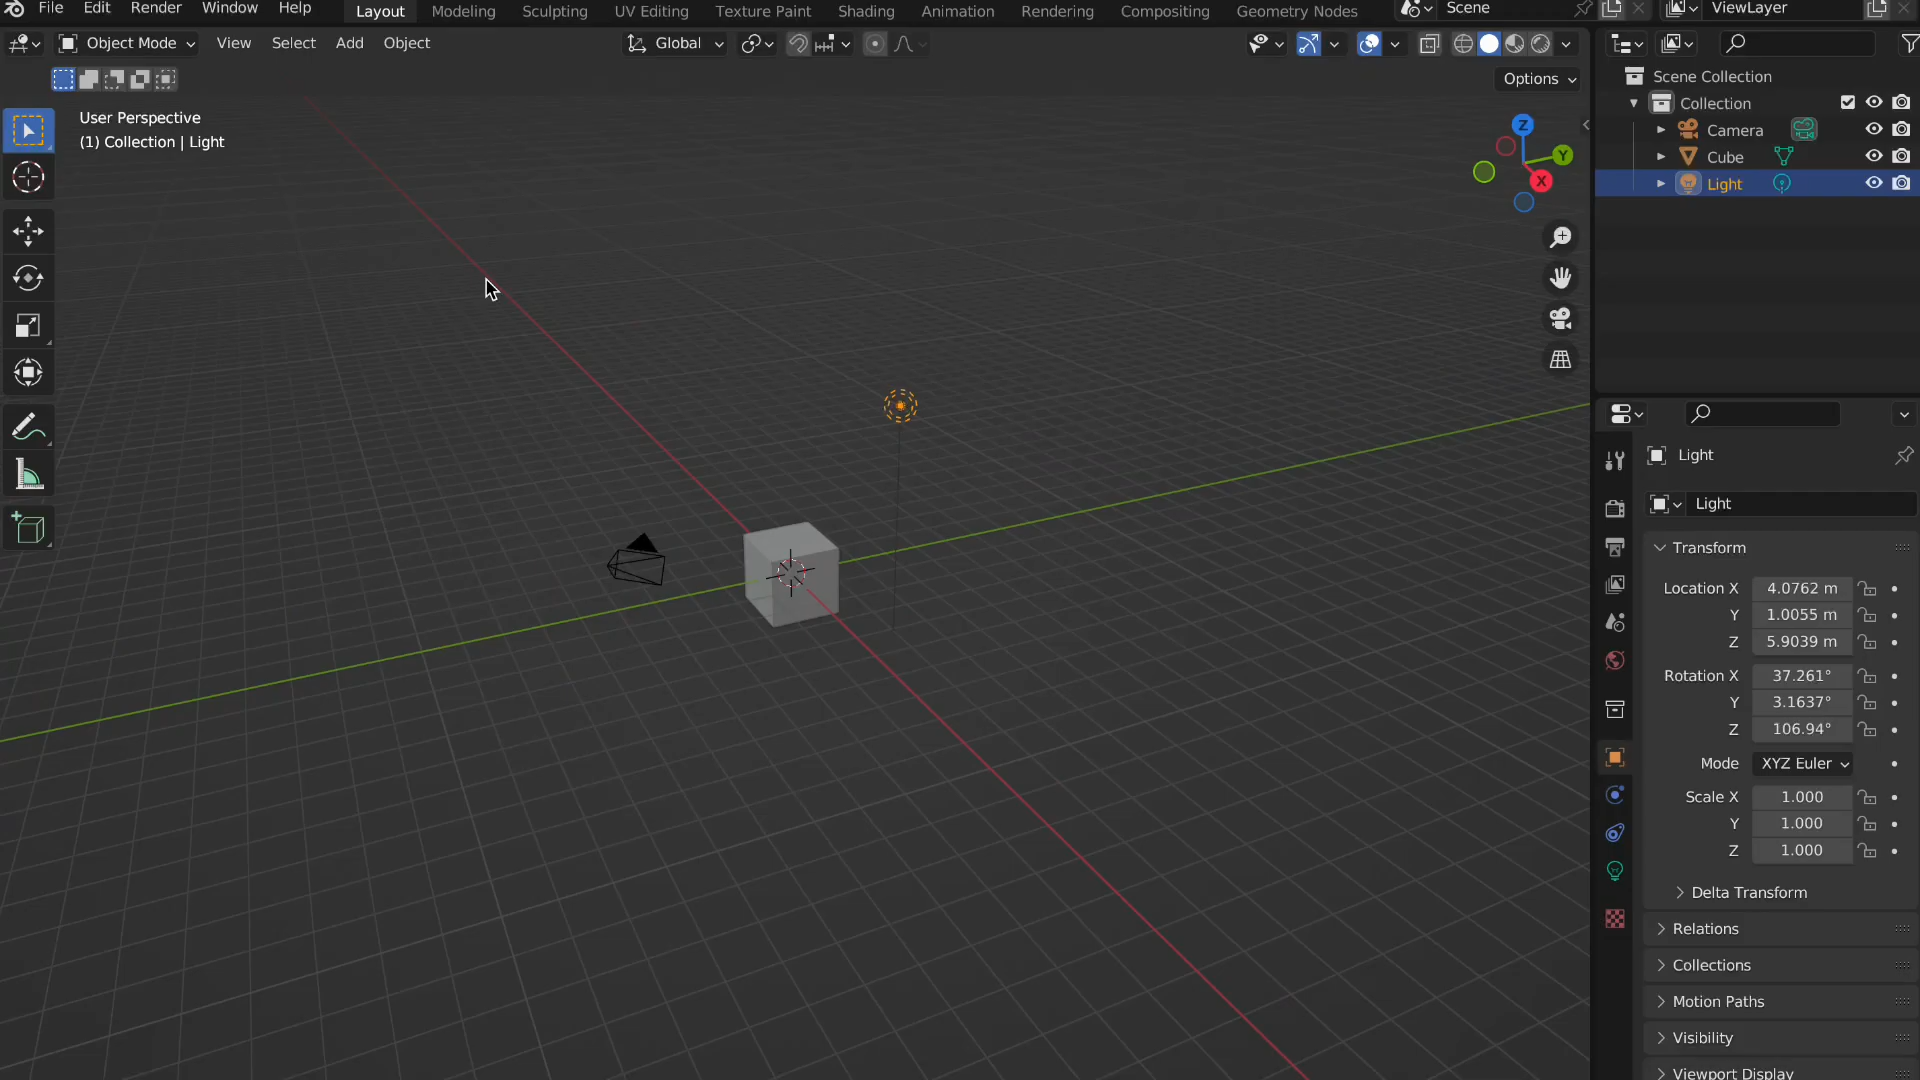 File Edit Render Window Help Layout Modeling Sculpting UV Editing Texture Paint Shading Animation Rendering Compositing Geometry Nodes Scene ViewLayer
Object Mode View Select Add Object Global
Options
User Perspective
(1) Collection | Light
Z
Y
X
Scene Collection
Collection
Camera
Cube
Light
Light
Light
Transform
Location X 4.0762 m
Y 1.0055 m
Z 5.9039 m
Rotation X 37.261°
Y 3.1637°
Z 106.94°
Mode XYZ Euler
Scale X 1.000
Y 1.000
Z 1.000
Delta Transform
Relations
Collections
Motion Paths
Visibility
Viewport Display